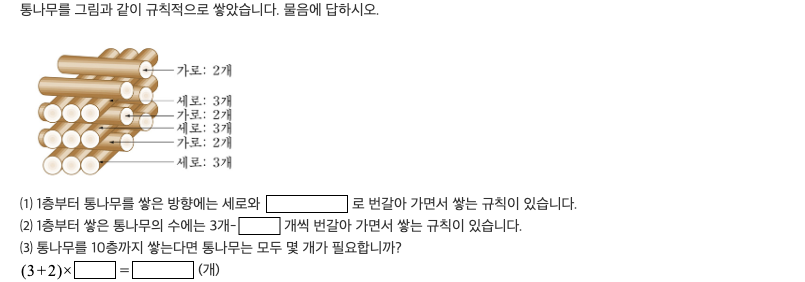 통나무를 그림과 같이 규칙적으로 쌓았습니다. 물음에 답하시오.
가로: 2개
세로: 3개
가로: 2개
세로: 3개
가로: 2개
세로: 3개
(1) 1층부터 통나무를 쌓은 방향에는 세로와 로 번갈아 가면서 쌓는 규칙이 있습니다.
(2) 1층부터 쌓은 통나무의 수에는 3개- 개씩 번갈아 가면서 쌓는 규칙이 있습니다.
(3) 통나무를 10층까지 쌓는다면 통나무는 모두 몇 개가 필요합니까?
(3+2)× = (개)